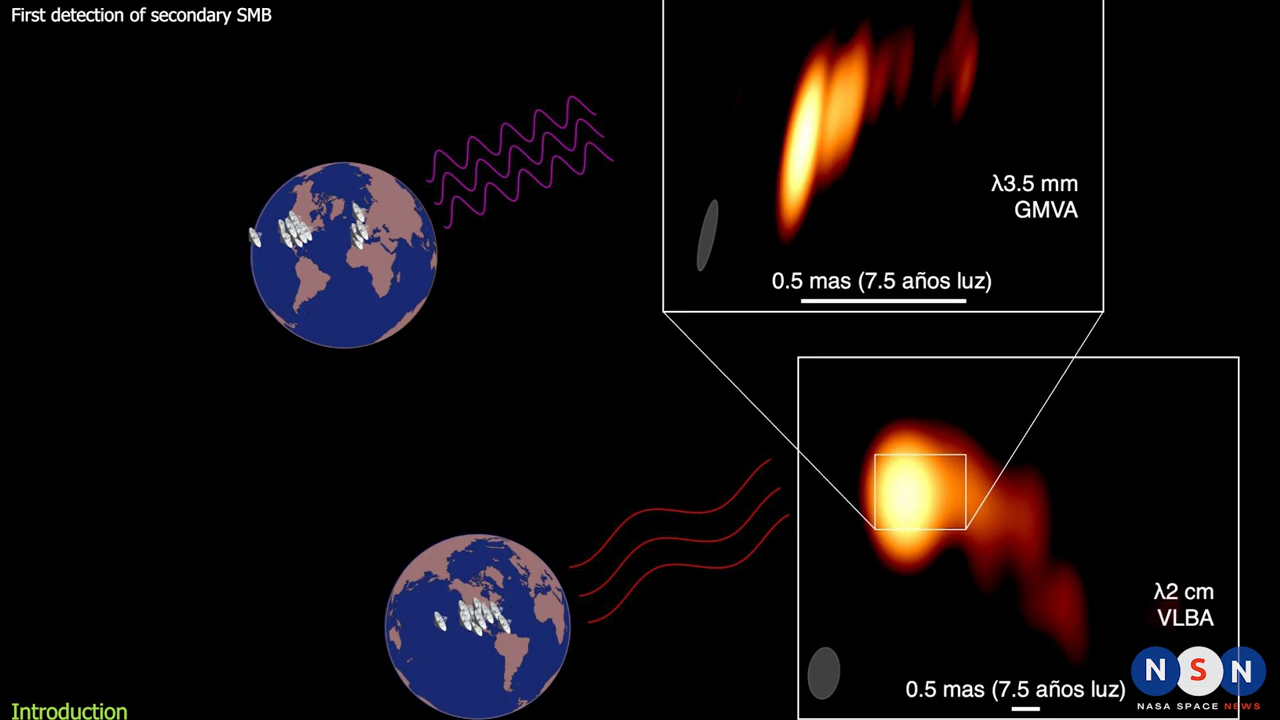 First detection of secondary SMB
λ3.5 mm
GMVA
0.5 mas (7.5 años luz)
λ2 cm
VLBA
0.5 mas (7.5 años luz)
N S N
NASA SPACE NEWS
Introduction